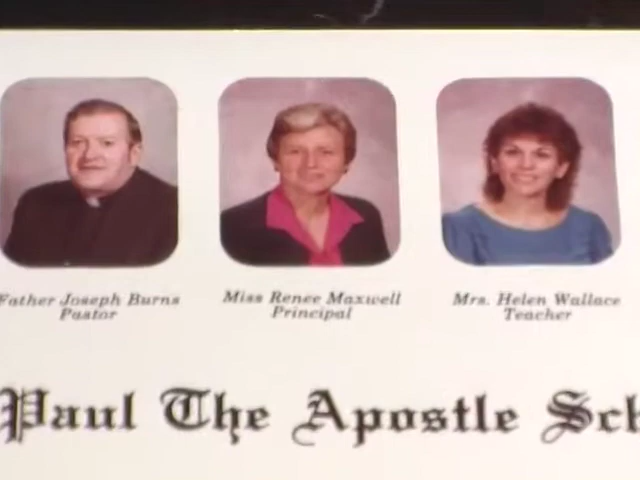 Father Joseph Burns
Pastor
Miss Renee Maxwell
Principal
Mrs. Helen Wallace
Teacher
Paul The Apostle Sch